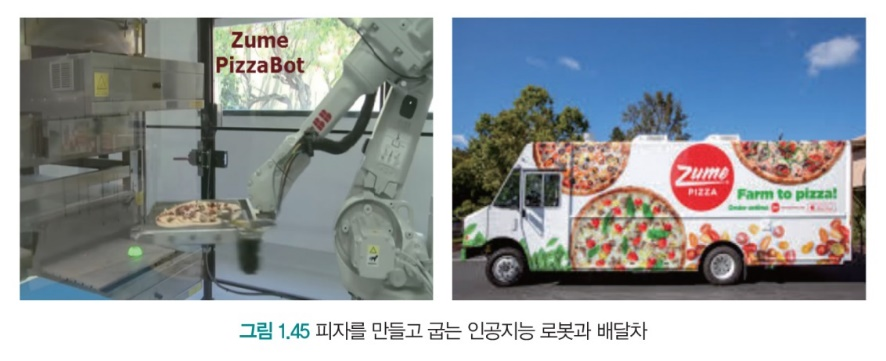 Zume
PizzaBot
ABB
Zume
PIZZA
Farm to pizza!
Order online:
그림 1.45 피자를 만들고 굽는 인공지능 로봇과 배달차